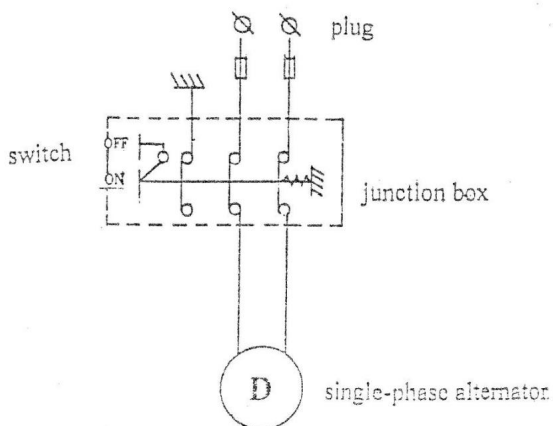 plug
OFF
switch
ON
junction box
D
single-phase alternator